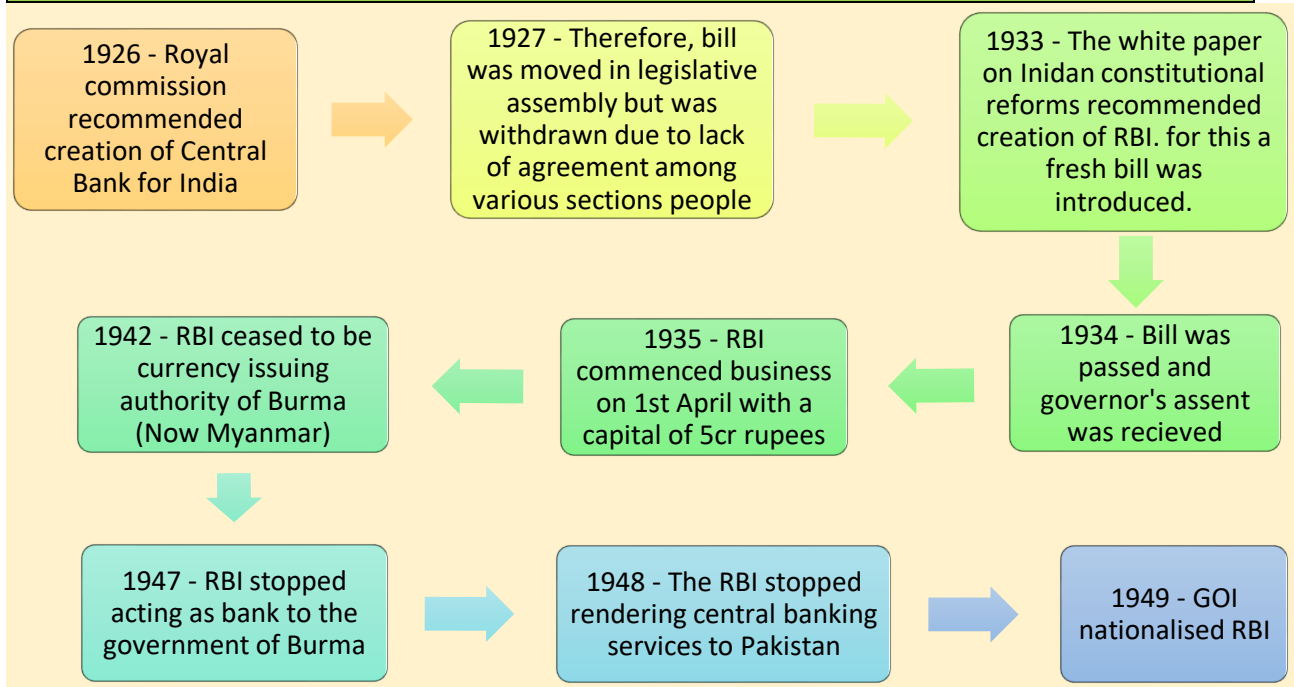 1926 - Royal
commission
recommended
creation of Central
Bank for India
1927 - Therefore, bill
was moved in legislative
assembly but was
withdrawn due to lack
of agreement among
various sections people
1933 - The white paper
on Inidan constitutional
reforms recommended
creation of RBI. for this a
fresh bill was
introduced.
1934 - Bill was
passed and
governor's assent
was recieved
1935 - RBI
commenced business
on 1st April with a
capital of 5cr rupees
1942 - RBI ceased to be
currency issuing
authority of Burma
(Now Myanmar)
1947 - RBI stopped
acting as bank to the
government of Burma
1948 - The RBI stopped
rendering central banking
services to Pakistan
1949 - GOI
nationalised RBI